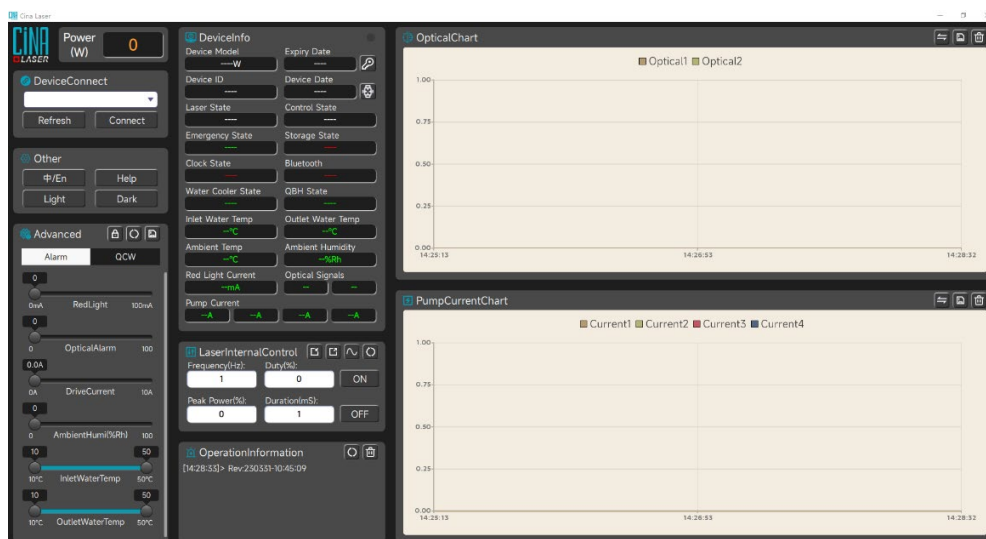 Cina Laser
CiNA
LASER
Power
(W)
0
DeviceConnect
Refresh
Connect
Other
中/En
Help
Light
Dark
Advanced
Alarm
QCW
0
0mA RedLight 100mA
0
0 OpticalAlarm 100
0.0A
0A DriveCurrent 10A
0
0 AmbientHumi(%Rh) 100
10 50
10°C InletWaterTemp 50°C
10 50
10°C OutletWaterTemp 50°C
DeviceInfo
Device Model Expiry Date
----W ----
Device ID Device Date
---- ----
Laser State Control State
---- ----
Emergency State Storage State
---- ----
Clock State Bluetooth
---- ----
Water Cooler State QBH State
---- ----
Inlet Water Temp Outlet Water Temp
--°C --°C
Ambient Temp Ambient Humidity
--°C --%Rh
Red Light Current Optical Signals
--mA -- --
Pump Current
--A --A --A --A
LaserInternalControl
Frequency(Hz): Duty(%):
1 0 ON
Peak Power(%): Duration(mS):
0 1 OFF
OperationInformation
[14:28:33]> Rev:230331-10:45:09
OpticalChart
Optical1 Optical2
1.00
0.75
0.50
0.25
0.00
14:25:13 14:26:53 14:28:32
PumpCurrentChart
Current1 Current2 Current3 Current4
1.00
0.75
0.50
0.25
0.00
14:25:13 14:26:53 14:28:32